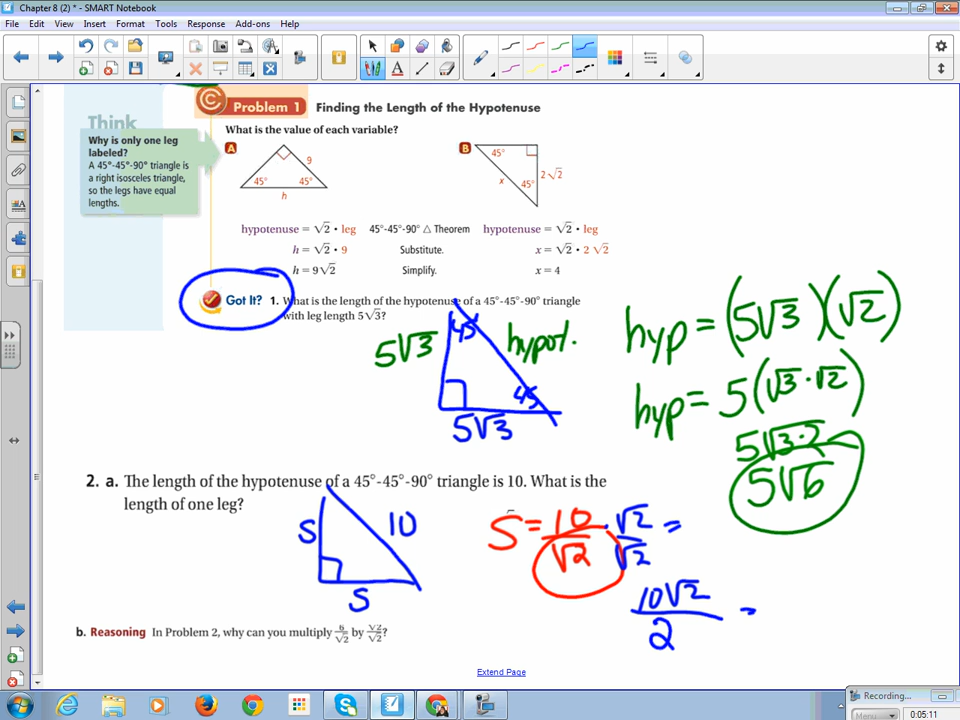 Chapter 8 (2) * - SMART Notebook
File Edit View Insert Format Tools Response Add-ons Help
C Problem 1 Finding the Length of the Hypotenuse
Think
Why is only one leg
labeled?
A 45°-45°-90° triangle is
a right isosceles triangle,
so the legs have equal
lengths.
What is the value of each variable?
A
9
45° 45°
h
B
45°
2√2
x
45°
hypotenuse = √2 • leg 45°-45°-90° △ Theorem hypotenuse = √2 • leg
h = √2 • 9 Substitute. x = √2 • 2√2
h = 9√2 Simplify. x = 4
Got It? 1. What is the length of the hypotenuse of a 45°-45°-90° triangle
with leg length 5√3?
45
5√3 hypot.
45
5√3
hyp = (5√3)(√2)
hyp = 5(√3 · √2)
5√3·2
5√6
2. a. The length of the hypotenuse of a 45°-45°-90° triangle is 10. What is the
length of one leg?
S 10
S
S = 10/√2 · √2/√2 =
10√2/2 =
b. Reasoning In Problem 2, why can you multiply 6/√2 by √2/√2?
Extend Page
Recording...
Menu
0:05:11